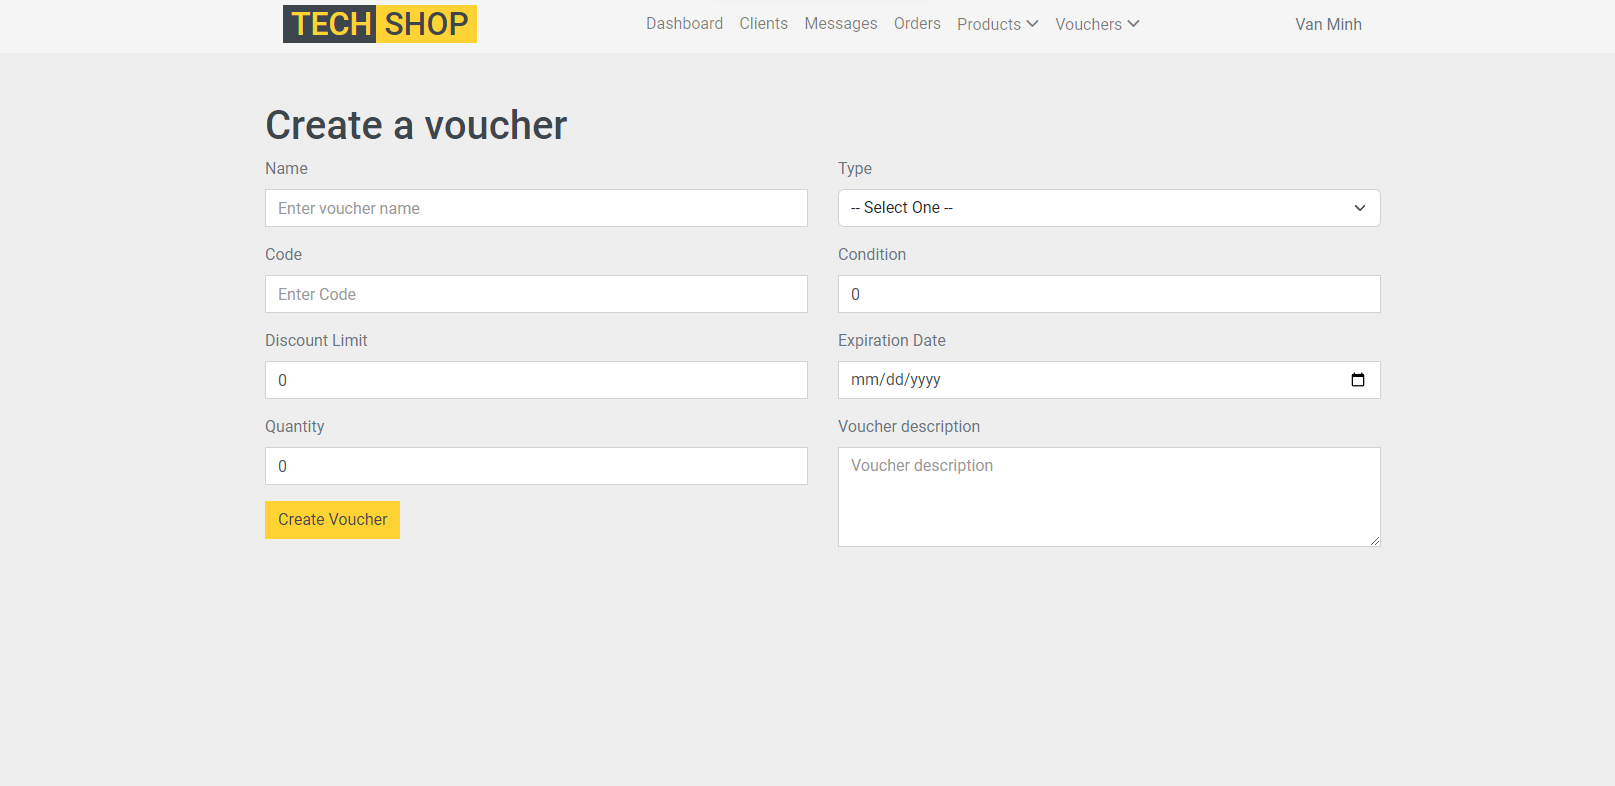 TECH SHOP
Dashboard Clients Messages Orders Products Vouchers
Van Minh
Create a voucher
Name
Enter voucher name
Type
-- Select One --
Code
Enter Code
Condition
0
Discount Limit
0
Expiration Date
mm/dd/yyyy
Quantity
0
Voucher description
Voucher description
Create Voucher